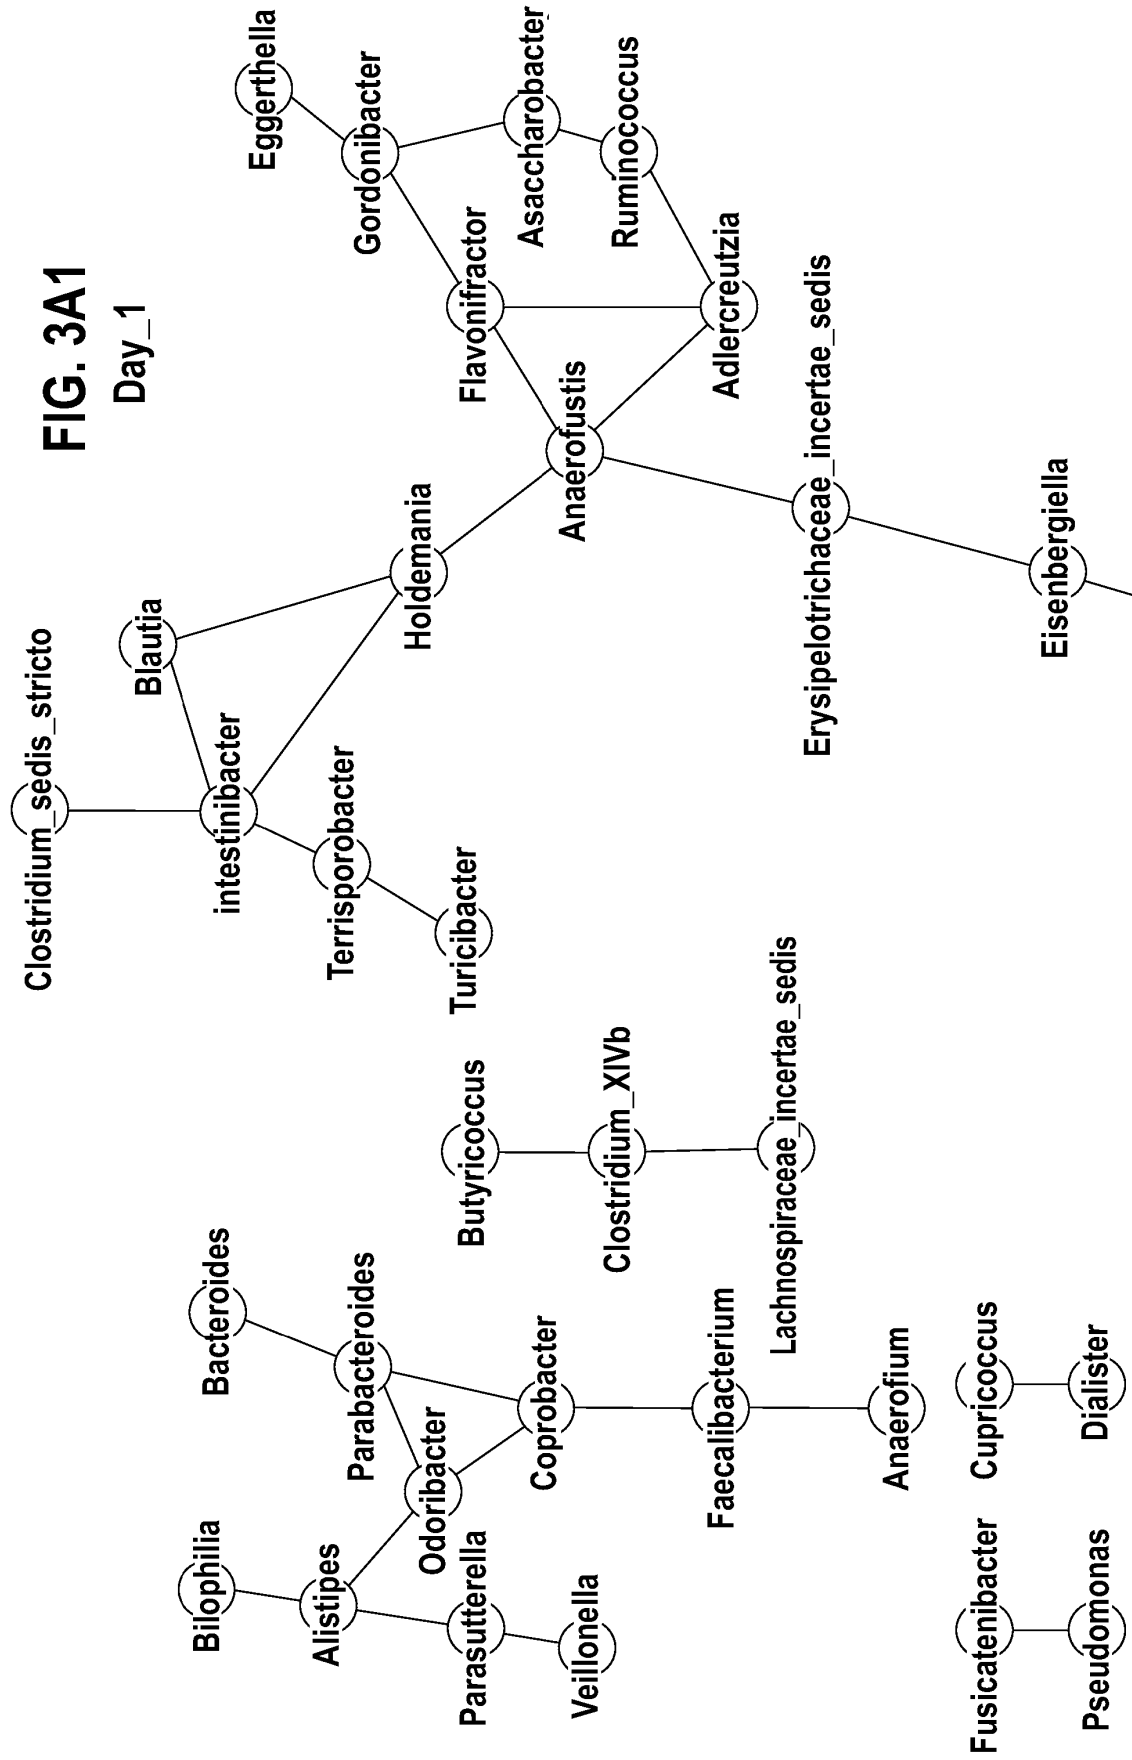 FIG. 3A1
Day_1
Clostridium_sedis_stricto
Blautia
intestinibacter
Terrisporobacter
Turicibacter
Holdemania
Eggerthella
Gordonibacter
Asaccharobacter
Ruminococcus
Flavonifractor
Anaerofustis
Adlercreutzia
Erysipelotrichaceae_incertae_sedis
Eisenbergiella
Bilophilia
Alistipes
Parasutterella
Veillonella
Bacteroides
Parabacteroides
Odoribacter
Coprobacter
Faecalibacterium
Anaerofium
Butyricoccus
Clostridium_XIVb
Lachnospiraceae_incertae_sedis
Fusicatenibacter
Pseudomonas
Cupricoccus
Dialister